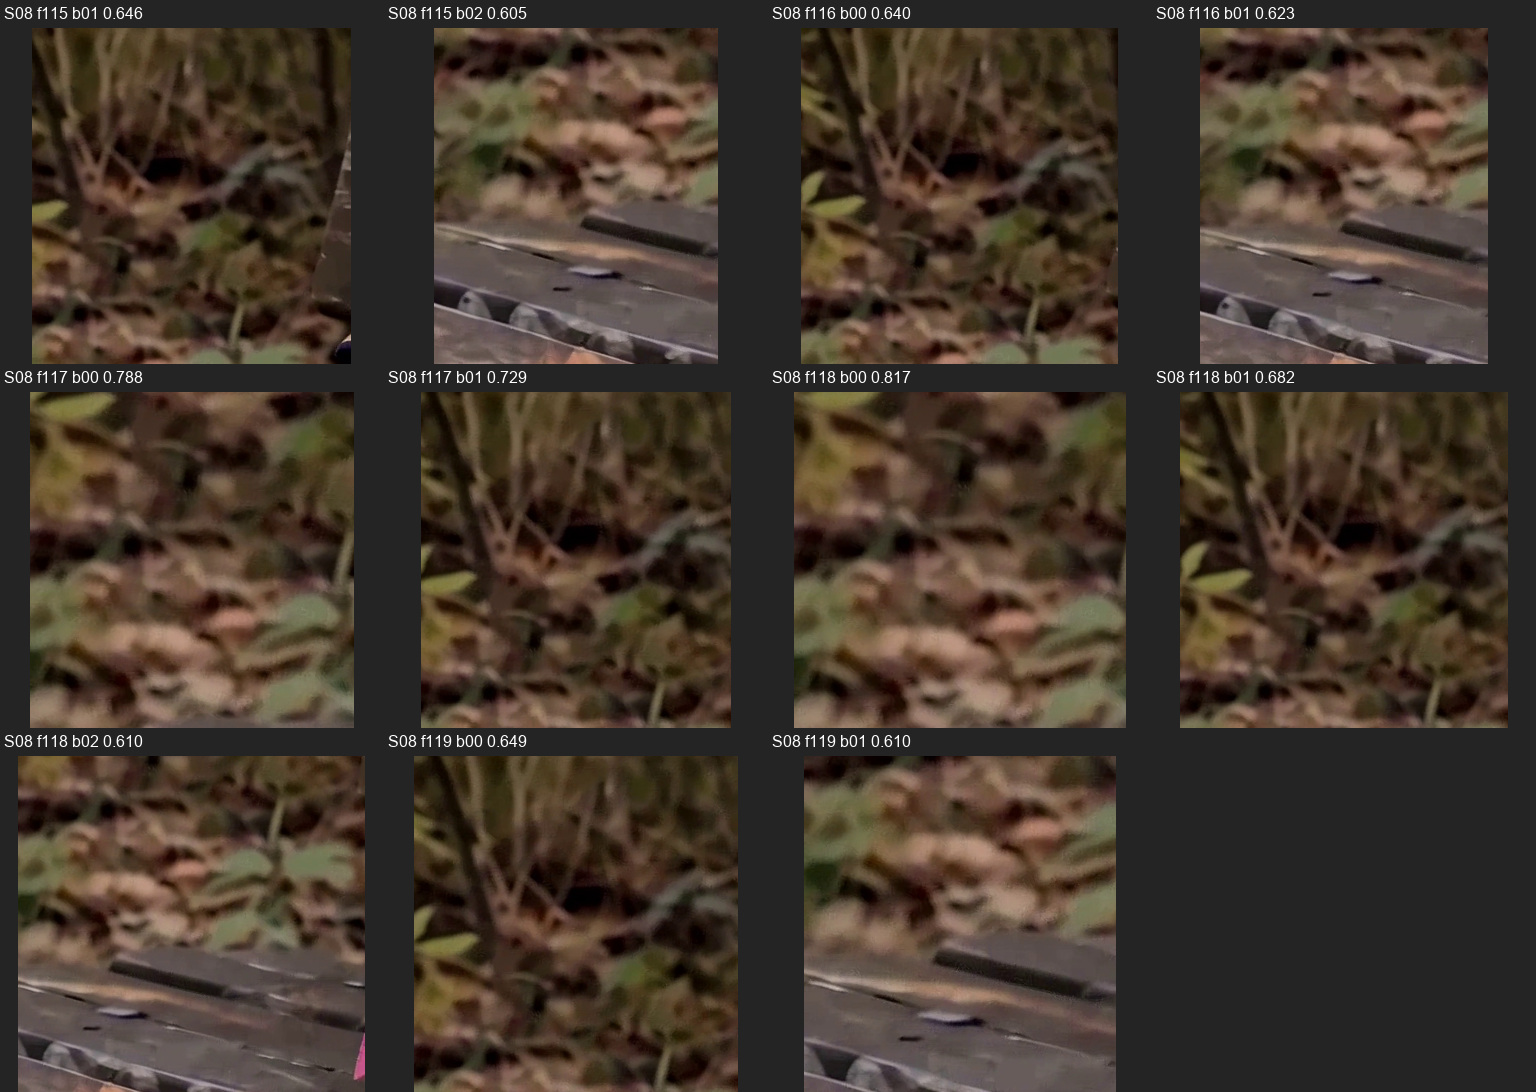 S08 f115 b01 0.646
S08 f115 b02 0.605
S08 f116 b00 0.640
S08 f116 b01 0.623
S08 f117 b00 0.788
S08 f117 b01 0.729
S08 f118 b00 0.817
S08 f118 b01 0.682
S08 f118 b02 0.610
S08 f119 b00 0.649
S08 f119 b01 0.610